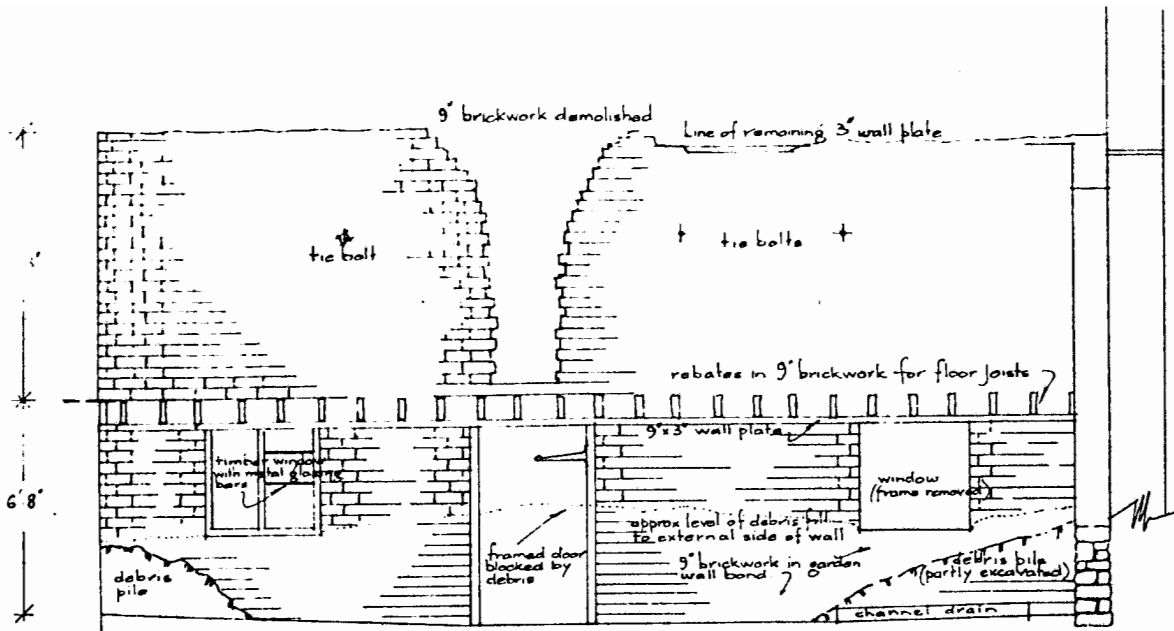 9" brickwork demolished
Line of remaining 3" wall plate
tie bolt
tie bolts
rebates in 9" brickwork for floor joists
9"x3" wall plate
timber window
with metal glazing
bars
window
(frame removed)
6'8"
approx level of debris fill
to external side of wall
framed door
blocked by
debris
9" brickwork in garden
wall bond
debris
pile
debris pile
(partly excavated)
channel drain